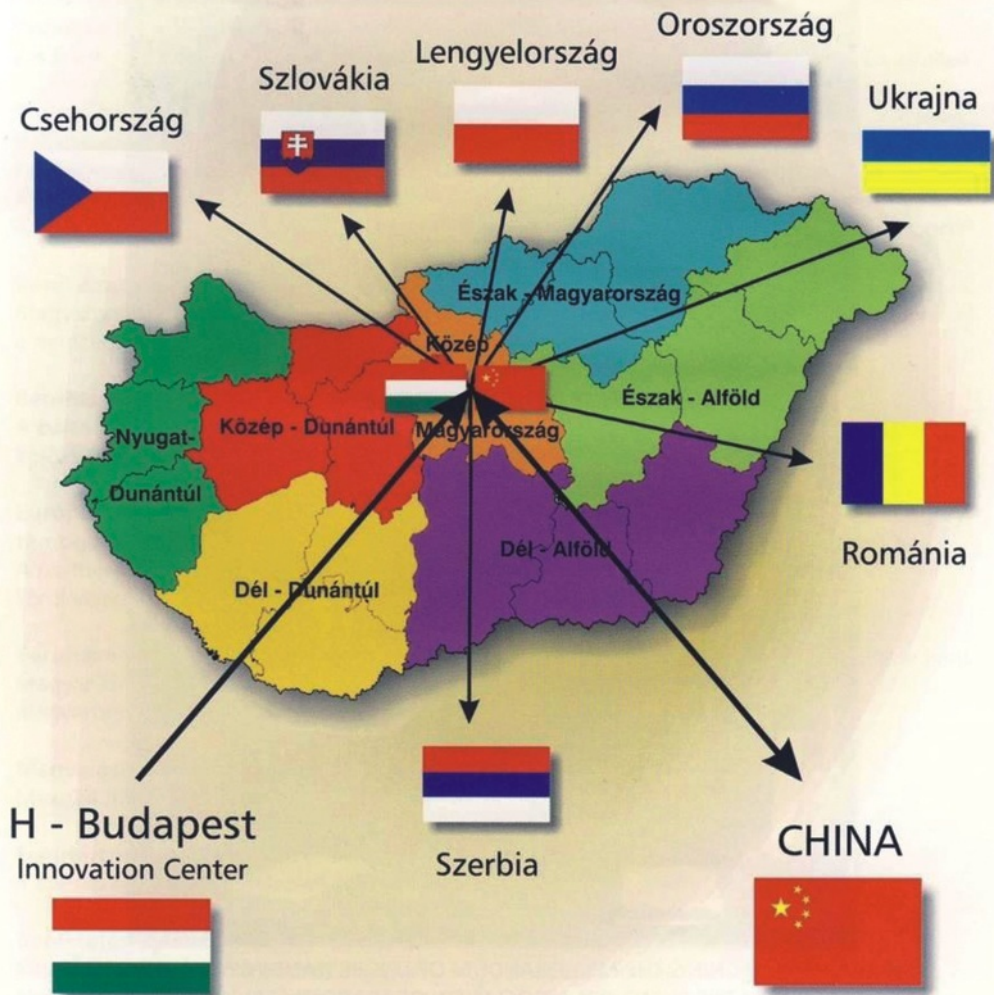 Oroszország
Lengyelország
Szlovákia
Ukrajna
Csehország
Észak - Magyarország
Közép
Észak - Alföld
Közép - Dunántúl
Magyarország
Nyugat-
Dunántúl
Dél - Alföld
Románia
Dél - Dunántúl
H - Budapest
Innovation Center
Szerbia
CHINA